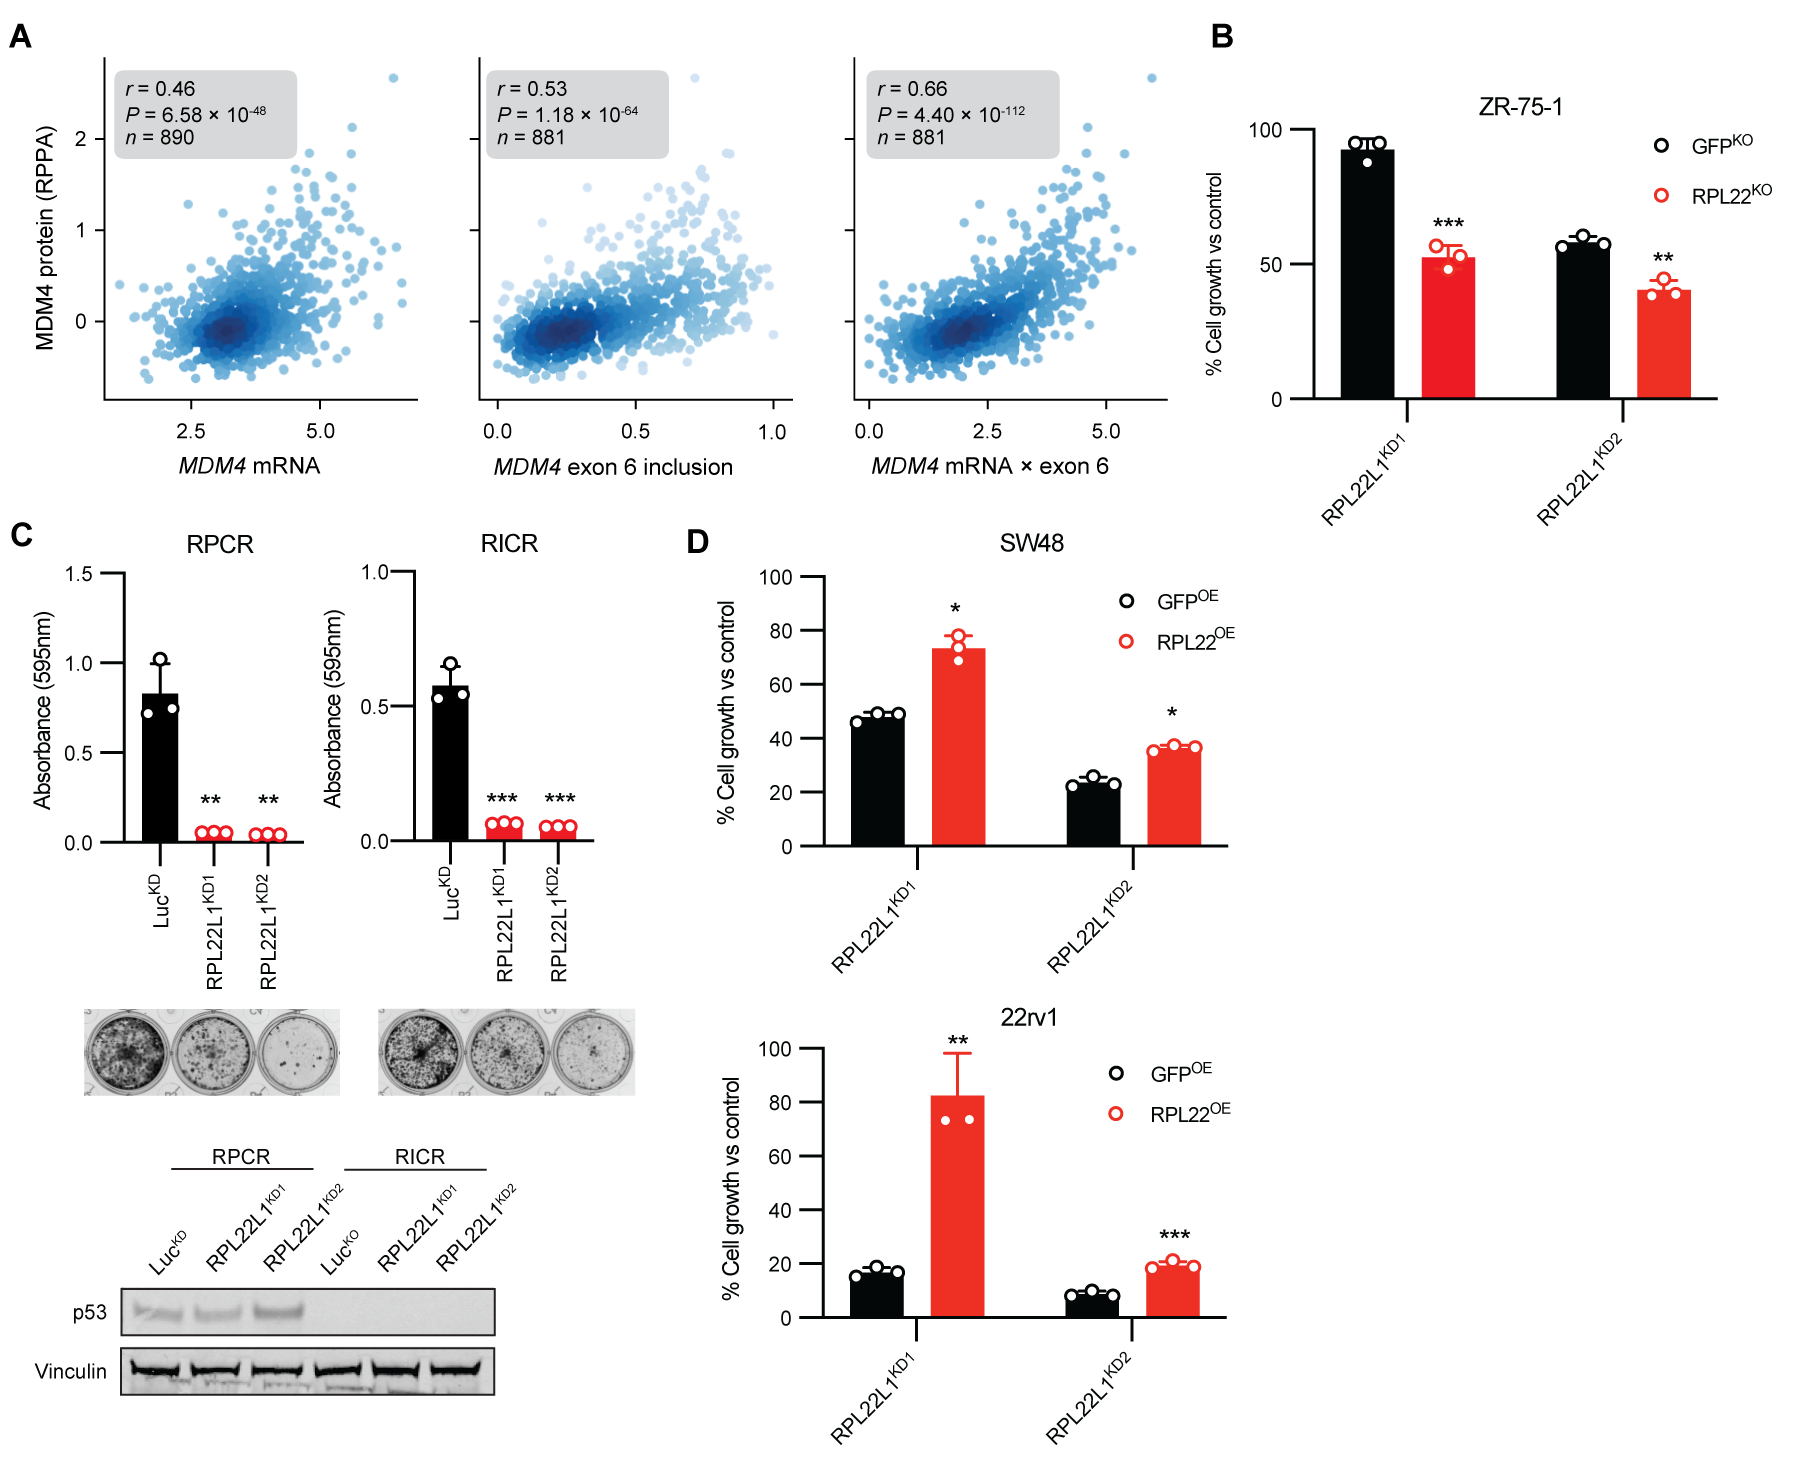 A
r = 0.46
P = 6.58 × 10-48
n = 890
r = 0.53
P = 1.18 × 10-64
n = 881
r = 0.66
P = 4.40 × 10-112
n = 881
MDM4 protein (RPPA)
2
1
0
2.5 5.0
0.0 0.5 1.0
0.0 2.5 5.0
MDM4 mRNA
MDM4 exon 6 inclusion
MDM4 mRNA × exon 6
B
ZR-75-1
% Cell growth vs control
100
50
0
GFPKO
RPL22KO
***
**
RPL22L1KD1
RPL22L1KD2
C
RPCR
Absorbance (595nm)
1.5
1.0
0.5
0.0
** **
LucKD
RPL22L1KD1
RPL22L1KD2
RICR
Absorbance (595nm)
1.0
0.5
0.0
*** ***
LucKD
RPL22L1KD1
RPL22L1KD2
RPCR RICR
LucKD
RPL22L1KD1
RPL22L1KD2
LucKO
RPL22L1KD1
RPL22L1KD2
p53
Vinculin
D
SW48
% Cell growth vs control
100
80
60
40
20
0
GFPOE
RPL22OE
*
*
RPL22L1KD1
RPL22L1KD2
22rv1
% Cell growth vs control
100
80
60
40
20
0
GFPOE
RPL22OE
**
***
RPL22L1KD1
RPL22L1KD2